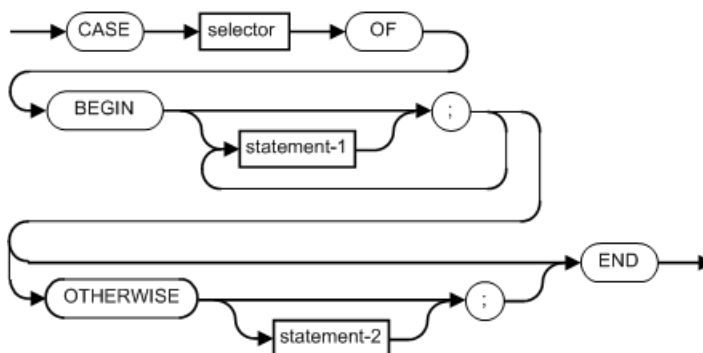 CASE selector OF
BEGIN ;
statement-1
END
OTHERWISE ;
statement-2